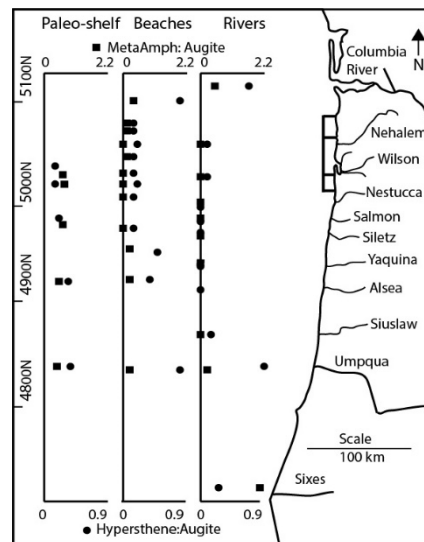 Paleo-shelf Beaches Rivers
■ MetaAmph: Augite
0 2.2 0 2.2 0 2.2
Columbia
River
N
5100N
Nehalem
Wilson
5000N
Nestucca
Salmon
Siletz
4900N
Yaquina
Alsea
Siuslaw
4800N
Umpqua
Scale
100 km
Sixes
0 0.9 0 0.9 0 0.9
● Hypersthene:Augite